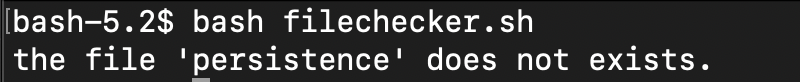 [bash-5.2$ bash filechecker.sh
the file 'persistence' does not exists.